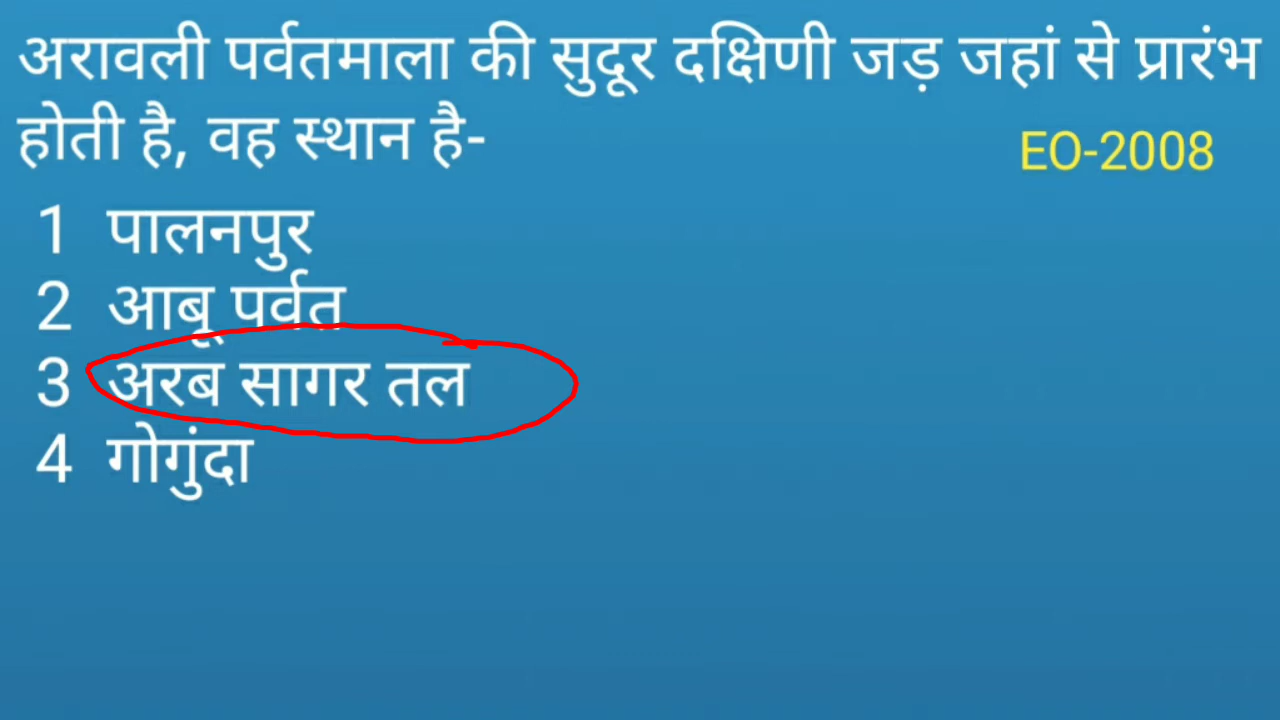 अरावली पर्वतमाला की सुदूर दक्षिणी जड़ जहां से प्रारंभ
होती है, वह स्थान है-
EO-2008
1 पालनपुर
2 आबू पर्वत
3 अरब सागर तल
4 गोगुंदा